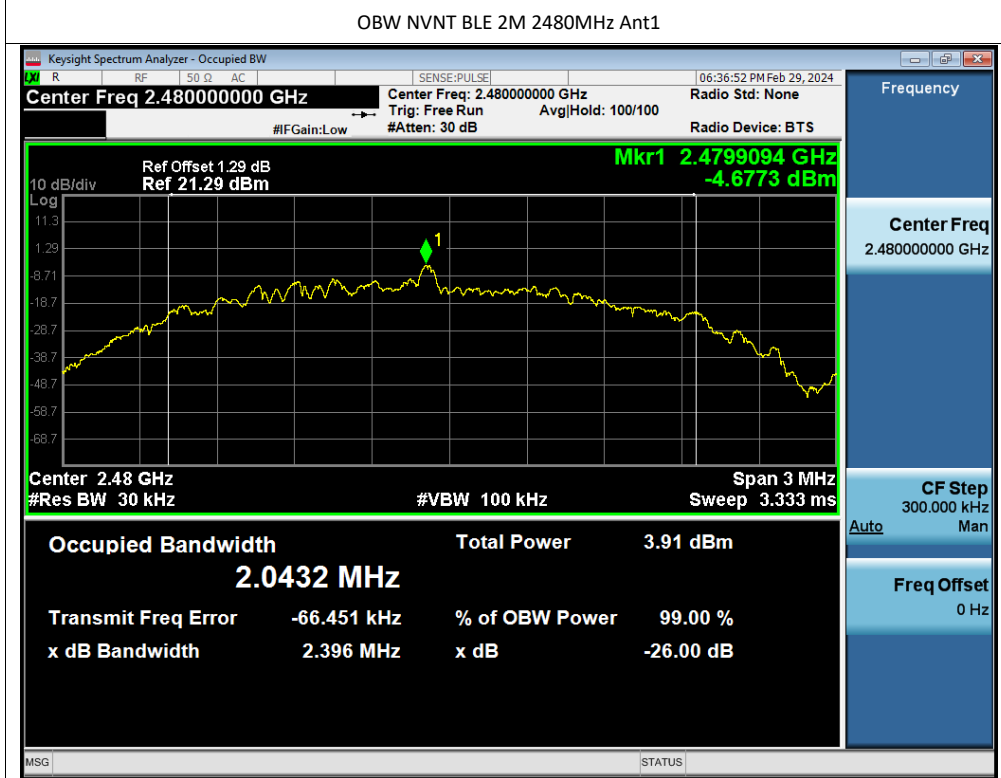 OBW NVNT BLE 2M 2480MHz Ant1
Keysight Spectrum Analyzer - Occupied BW
LXI R RF 50 Ω AC SENSE:PULSE 06:36:52 PM Feb 29, 2024
Center Freq 2.480000000 GHz Center Freq: 2.480000000 GHz Radio Std: None
Trig: Free Run Avg|Hold: 100/100
#IFGain:Low #Atten: 30 dB Radio Device: BTS
Frequency
Mkr1 2.4799094 GHz
-4.6773 dBm
Ref Offset 1.29 dB
10 dB/div Ref 21.29 dBm
Log
11.3
1.29
-8.71
-18.7
-28.7
-38.7
-48.7
-58.7
-68.7
1
Center 2.48 GHz Span 3 MHz
#Res BW 30 kHz #VBW 100 kHz Sweep 3.333 ms
Center Freq
2.480000000 GHz
CF Step
300.000 kHz
Auto Man
Freq Offset
0 Hz
Occupied Bandwidth Total Power 3.91 dBm
2.0432 MHz
Transmit Freq Error -66.451 kHz % of OBW Power 99.00 %
x dB Bandwidth 2.396 MHz x dB -26.00 dB
MSG STATUS